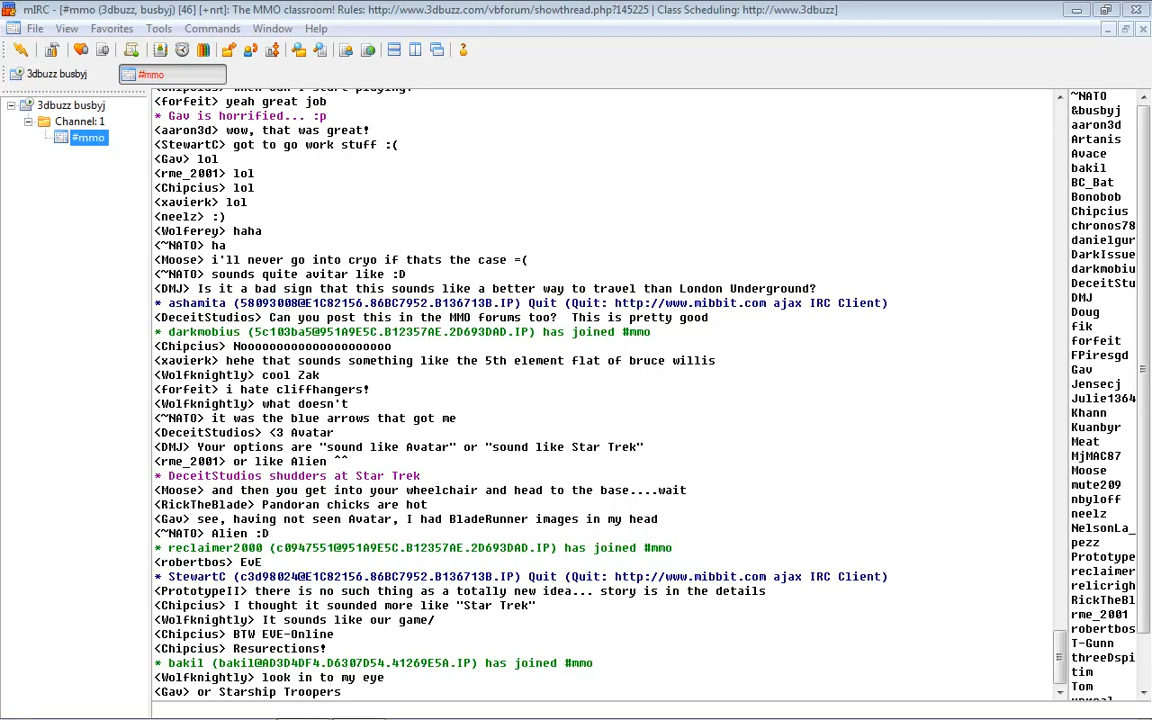 mIRC - [#mmo (3dbuzz, busbyj) [46] [+nrt]: The MMO classroom! Rules: http://www.3dbuzz.com/vbforum/showthread.php?145225 | Class Scheduling: http://www.3dbuzz]
File View Favorites Tools Commands Window Help
3dbuzz busbyj #mmo
3dbuzz busbyj
Channel: 1
#mmo
<forfeit> yeah great job
* Gav is horrified... :p
<aaron3d> wow, that was great!
<StewartC> got to go work stuff :(
<Gav> lol
<rme_2001> lol
<Chipcius> lol
<xavierk> lol
<neelz> :)
<Wolferey> haha
<~NATO> ha
<Moose> i'll never go into cryo if thats the case =(
<~NATO> sounds quite avitar like :D
<DMJ> Is it a bad sign that this sounds like a better way to travel than London Underground?
* ashamita (58093008@E1C82156.86BC7952.B136713B.IP) Quit (Quit: http://www.mibbit.com ajax IRC Client)
<DeceitStudios> Can you post this in the MMO forums too?  This is pretty good
* darkmobius (5c103ba5@951A9E5C.B12357AE.2D693DAD.IP) has joined #mmo
<Chipcius> Nooooooooooooooooooooo
<xavierk> hehe that sounds something like the 5th element flat of bruce willis
<Wolfknightly> cool Zak
<forfeit> i hate cliffhangers!
<Wolfknightly> what doesn't
<~NATO> it was the blue arrows that got me
<DeceitStudios> <3 Avatar
<DMJ> Your options are "sound like Avatar" or "sound like Star Trek"
<rme_2001> or like Alien ^^
* DeceitStudios shudders at Star Trek
<Moose> and then you get into your wheelchair and head to the base....wait
<RickTheBlade> Pandoran chicks are hot
<Gav> see, having not seen Avatar, I had BladeRunner images in my head
<~NATO> Alien :D
* reclaimer2000 (c0947551@951A9E5C.B12357AE.2D693DAD.IP) has joined #mmo
<robertbos> EvE
* StewartC (c3d98024@E1C82156.86BC7952.B136713B.IP) Quit (Quit: http://www.mibbit.com ajax IRC Client)
<PrototypeII> there is no such thing as a totally new idea... story is in the details
<Chipcius> I thought it sounded more like "Star Trek"
<Wolfknightly> It sounds like our game/
<Chipcius> BTW EVE-Online
<Chipcius> Resurections!
* bakil (bakil@AD3D4DF4.D6307D54.41269E5A.IP) has joined #mmo
<Wolfknightly> look in to my eye
<Gav> or Starship Troopers
~NATO
&busbyj
aaron3d
Artanis
Avace
bakil
BC_Bat
Bonobob
Chipcius
chronos78
danielgur
DarkIssue
darkmobiu
DeceitStu
DMJ
Doug
fik
forfeit
FPiresgd
Gav
Jensecj
Julie1364
Khann
Kuanbyr
Meat
MjMAC87
Moose
mute209
nbyloff
neelz
NelsonLa_
pezz
Prototype
reclaimer
relicrigh
RickTheBl
rme_2001
robertbos
T-Gunn
threeDspi
tim
Tom